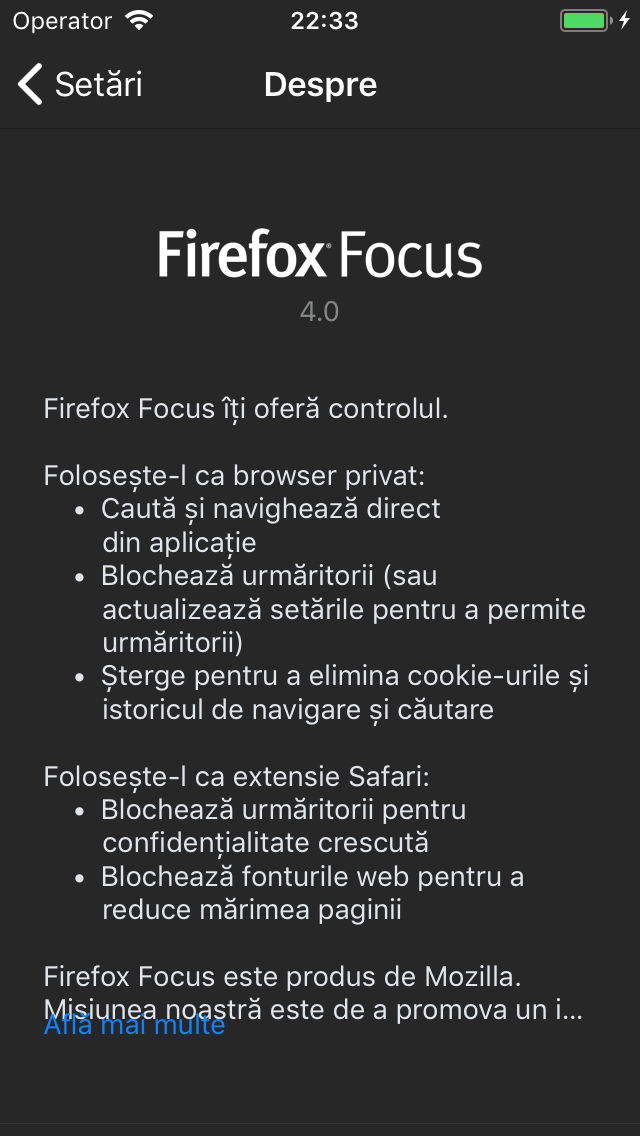 Operator 22:33
Setări Despre
Firefox Focus
4.0
Firefox Focus îți oferă controlul.
Folosește-l ca browser privat:
• Caută și navighează direct
din aplicație
• Blochează urmăritorii (sau
actualizează setările pentru a permite
urmăritorii)
• Șterge pentru a elimina cookie-urile și
istoricul de navigare și căutare
Folosește-l ca extensie Safari:
• Blochează urmăritorii pentru
confidențialitate crescută
• Blochează fonturile web pentru a
reduce mărimea paginii
Firefox Focus este produs de Mozilla.
Misiunea noastră este de a promova un i...
Află mai multe